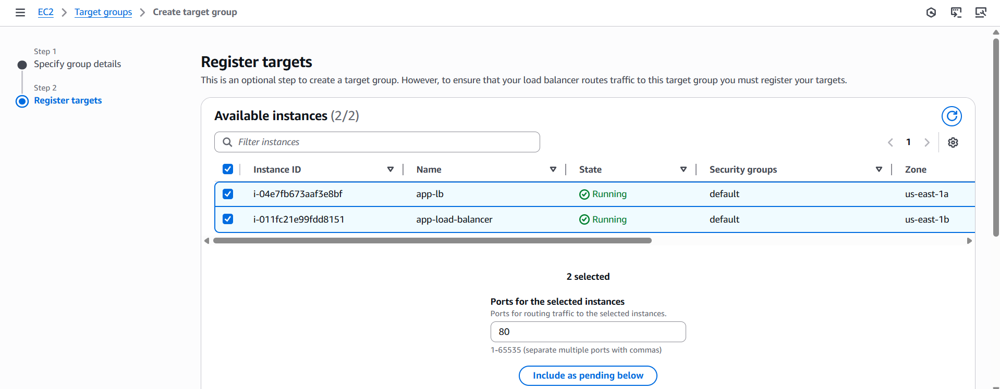 EC2 > Target groups > Create target group
Step 1
Specify group details
Step 2
Register targets
Register targets
This is an optional step to create a target group. However, to ensure that your load balancer routes traffic to this target group you must register your targets.
Available instances (2/2)
Filter instances
1
Instance ID Name State Security groups Zone
i-04e7fb673aaf3e8bf app-lb Running default us-east-1a
i-011fc21e99fdd8151 app-load-balancer Running default us-east-1b
2 selected
Ports for the selected instances
Ports for routing traffic to the selected instances.
80
1-65535 (separate multiple ports with commas)
Include as pending below